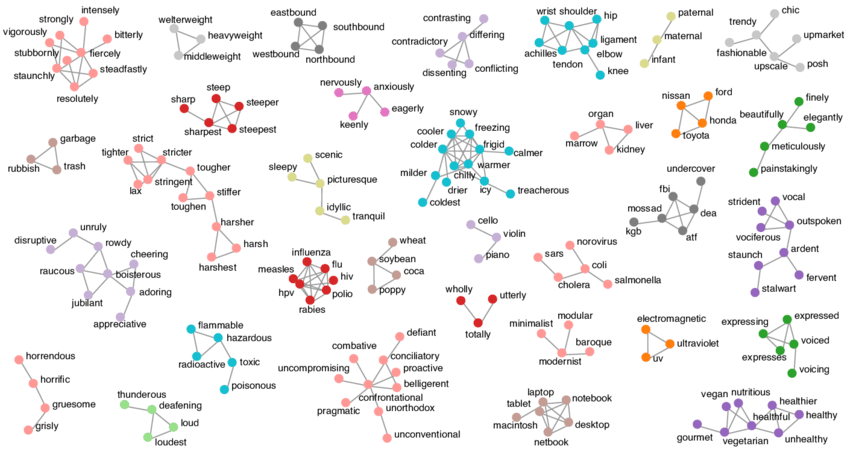 intensely
strongly
vigorously
bitterly
stubbornly
fiercely
staunchly
steadfastly
resolutely
welterweight
heavyweight
middleweight
eastbound
southbound
westbound
northbound
contrasting
differing
contradictory
dissenting
conflicting
wrist shoulder
hip
ligament
achilles
elbow
tendon
knee
paternal
maternal
infant
chic
trendy
upmarket
fashionable
upscale
posh
steep
sharp
steeper
sharpest
steepest
nervously
anxiously
eagerly
keenly
snowy
cooler
freezing
colder
frigid
calmer
warmer
milder
chilly
drier
icy
treacherous
coldest
organ
liver
marrow
kidney
nissan
ford
honda
toyota
finely
beautifully
elegantly
meticulously
painstakingly
garbage
rubbish
trash
strict
tighter
stricter
tougher
lax
stringent
stiffer
toughen
harsher
harsh
harshest
scenic
sleepy
picturesque
idyllic
tranquil
undercover
fbi
mossad
dea
kgb
atf
vocal
strident
outspoken
vociferous
ardent
staunch
fervent
stalwart
unruly
disruptive
rowdy
cheering
raucous
boisterous
adoring
jubilant
appreciative
influenza
measles
flu
hiv
hpv
polio
rabies
wheat
soybean
coca
poppy
cello
violin
piano
norovirus
sars
coli
cholera
salmonella
wholly
utterly
totally
flammable
hazardous
radioactive
toxic
poisonous
defiant
combative
conciliatory
uncompromising
proactive
belligerent
confrontational
pragmatic
unorthodox
unconventional
modular
minimalist
baroque
modernist
electromagnetic
ultraviolet
uv
expressed
expressing
voiced
expresses
voicing
horrendous
horrific
gruesome
grisly
thunderous
deafening
loud
loudest
laptop
notebook
tablet
macintosh
desktop
netbook
vegan
nutritious
healthier
healthful
healthy
gourmet
vegetarian
unhealthy